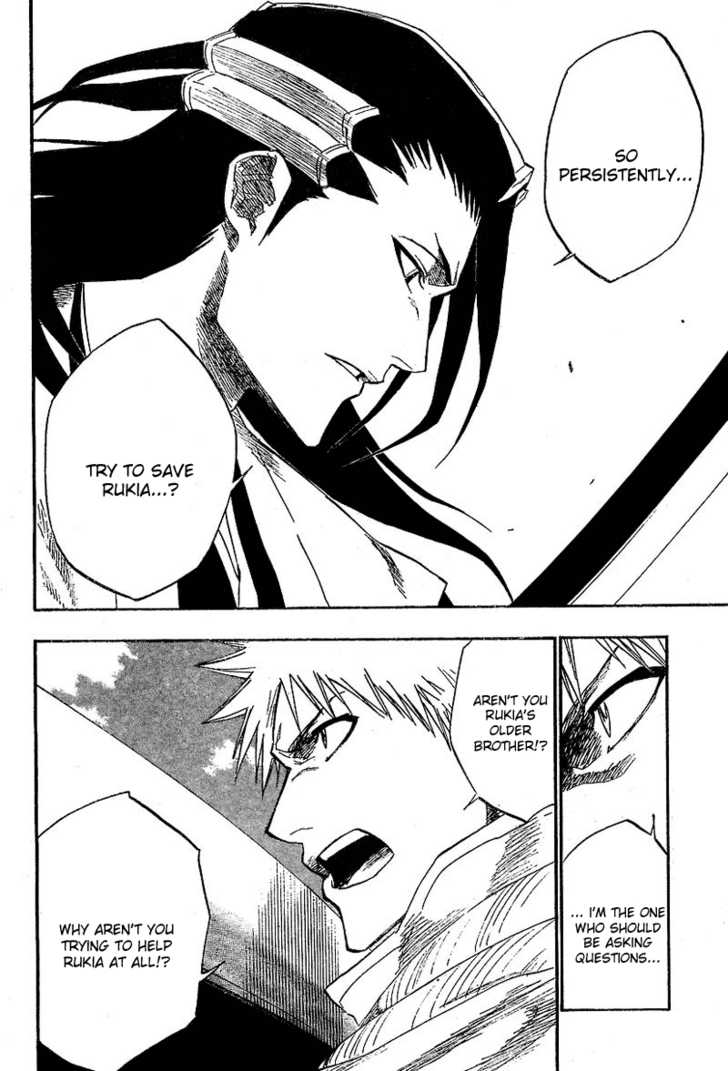 SO
PERSISTENTLY...
TRY TO SAVE
RUKIA...?
... I'M THE ONE
WHO SHOULD
BE ASKING
QUESTIONS...
AREN'T YOU
RUKIA'S
OLDER
BROTHER!?
WHY AREN'T YOU
TRYING TO HELP
RUKIA AT ALL!?